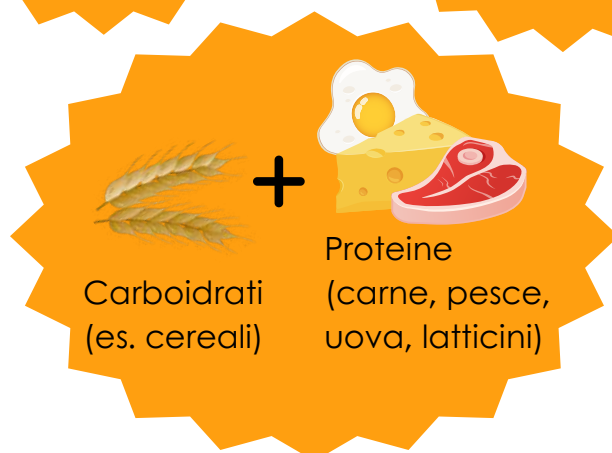 +
Carboidrati
(es. cereali)
Proteine
(carne, pesce,
uova, latticini)